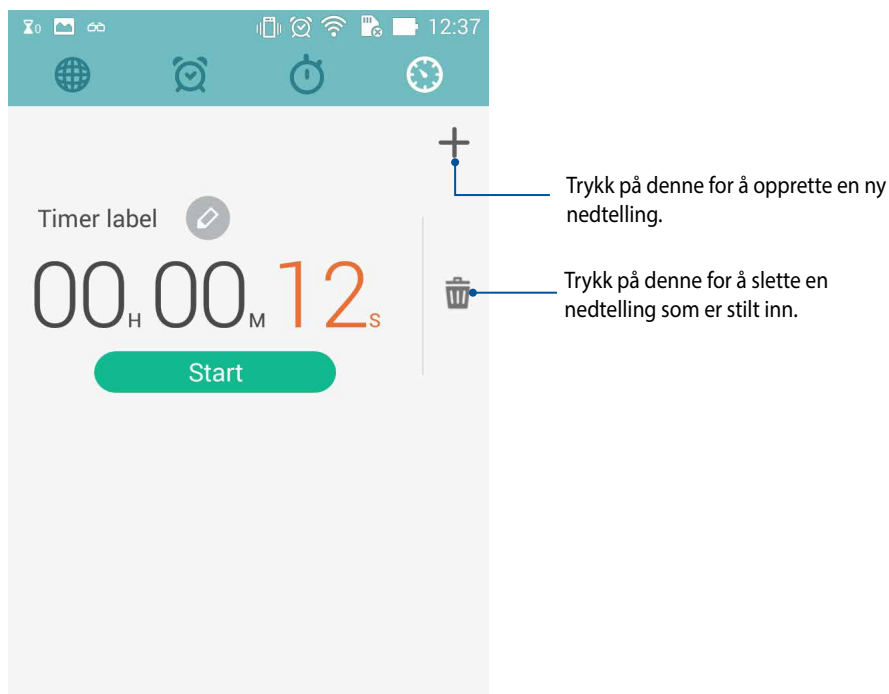 0 12:37
Trykk på denne for å opprette en ny
nedtelling.
Timer label
Trykk på denne for å slette en
nedtelling som er stilt inn.
00H 00M 12S
Start